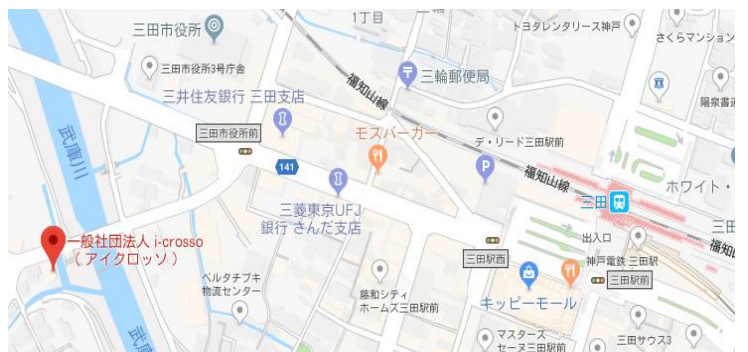 1丁目
三輪
トヨタレンタリース神戸
さくらマンション
三田市役所
三田市役所3号庁舎
三輪郵便局
福知山線
三井住友銀行 三田支店
陽泉書道
三田市役所前
モスバーガー
デ・リード三田駅前
武庫川
141
福知山線
三菱東京UFJ
銀行 さんだ支店
三田
ホワイト・
三田
福知山
一般社団法人 i-crosso
（ アイクロッソ ）
出入口
三田駅西
神戸電鉄 三田駅
三田駅前
ベルタチブキ
物流センター
藤和シティ
ホームズ三田駅前
キッピーモール
マスターズ
セーヌ三田駅前
三田サウス3
武庫川